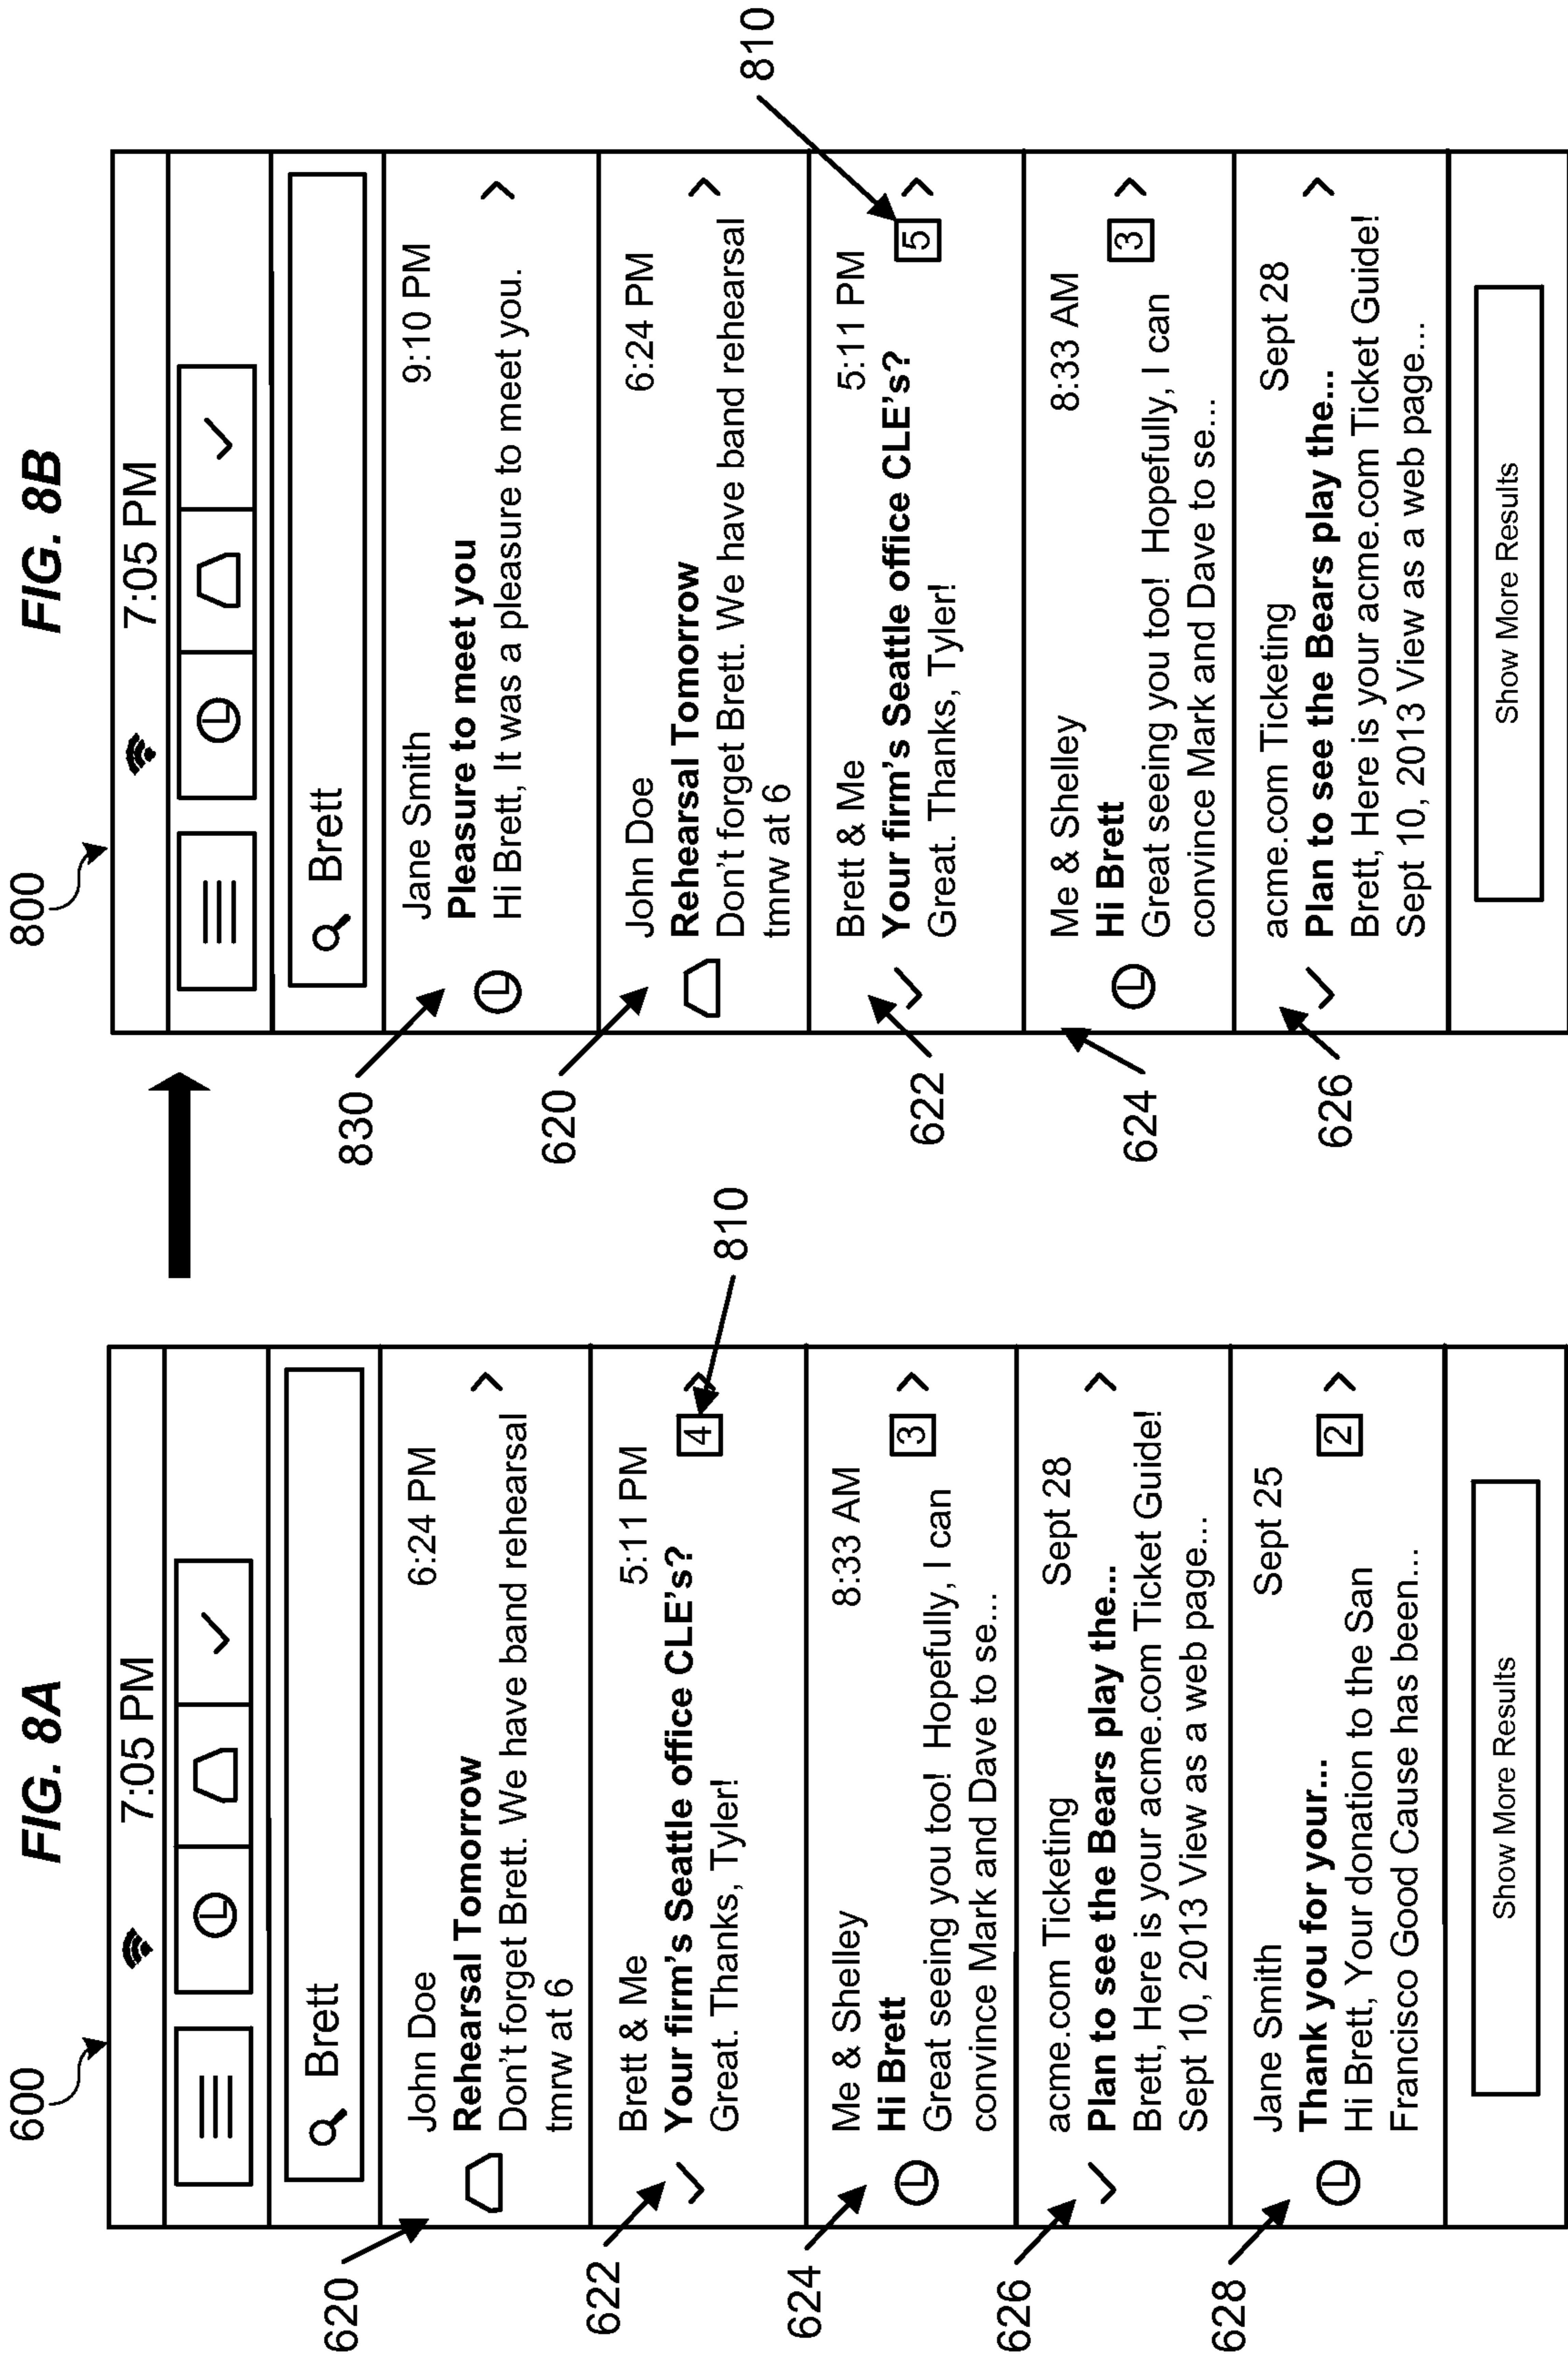 FIG. 8A
600
7:05 PM
Brett
620
John Doe
6:24 PM
Rehearsal Tomorrow
Don't forget Brett. We have band rehearsal
tmrw at 6
622
Brett & Me
5:11 PM
Your firm's Seattle office CLE's?
4
Great. Thanks, Tyler!
810
624
Me & Shelley
8:33 AM
Hi Brett
3
Great seeing you too! Hopefully, I can
convince Mark and Dave to se...
626
acme.com Ticketing
Sept 28
Plan to see the Bears play the...
Brett, Here is your acme.com Ticket Guide!
Sept 10, 2013 View as a web page...
628
Jane Smith
Sept 25
Thank you for your...
2
Hi Brett, Your donation to the San
Francisco Good Cause has been...
Show More Results
FIG. 8B
800
7:05 PM
Brett
830
Jane Smith
9:10 PM
Pleasure to meet you
Hi Brett, It was a pleasure to meet you.
620
John Doe
6:24 PM
Rehearsal Tomorrow
Don't forget Brett. We have band rehearsal
tmrw at 6
810
622
Brett & Me
5:11 PM
Your firm's Seattle office CLE's?
5
Great. Thanks, Tyler!
624
Me & Shelley
8:33 AM
Hi Brett
3
Great seeing you too! Hopefully, I can
convince Mark and Dave to se...
626
acme.com Ticketing
Sept 28
Plan to see the Bears play the...
Brett, Here is your acme.com Ticket Guide!
Sept 10, 2013 View as a web page...
Show More Results